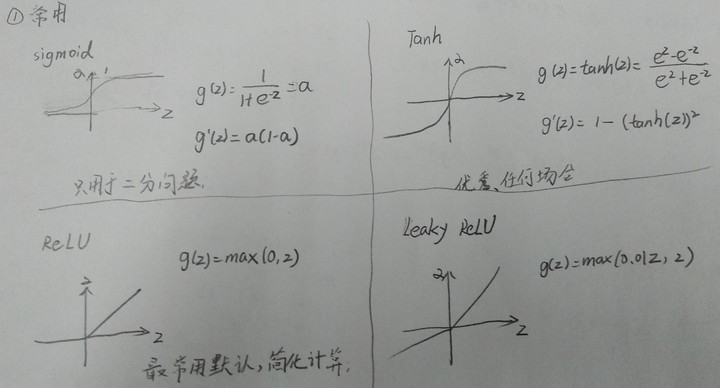 ① 常用
sigmoid
a
1
z
g(z)=1/(1+e^-z)=a
g'(z)=a(1-a)
只用于二分问题.
Tanh
a
z
g(z)=tanh(z)=(e^z-e^-z)/(e^z+e^-z)
g'(z)=1-(tanh(z))²
优秀、任何场合
ReLU
g(z)=max(0,z)
z
最常用默认,简化计算.
Leaky ReLU
g(z)=max(0.01z, z)
a
z